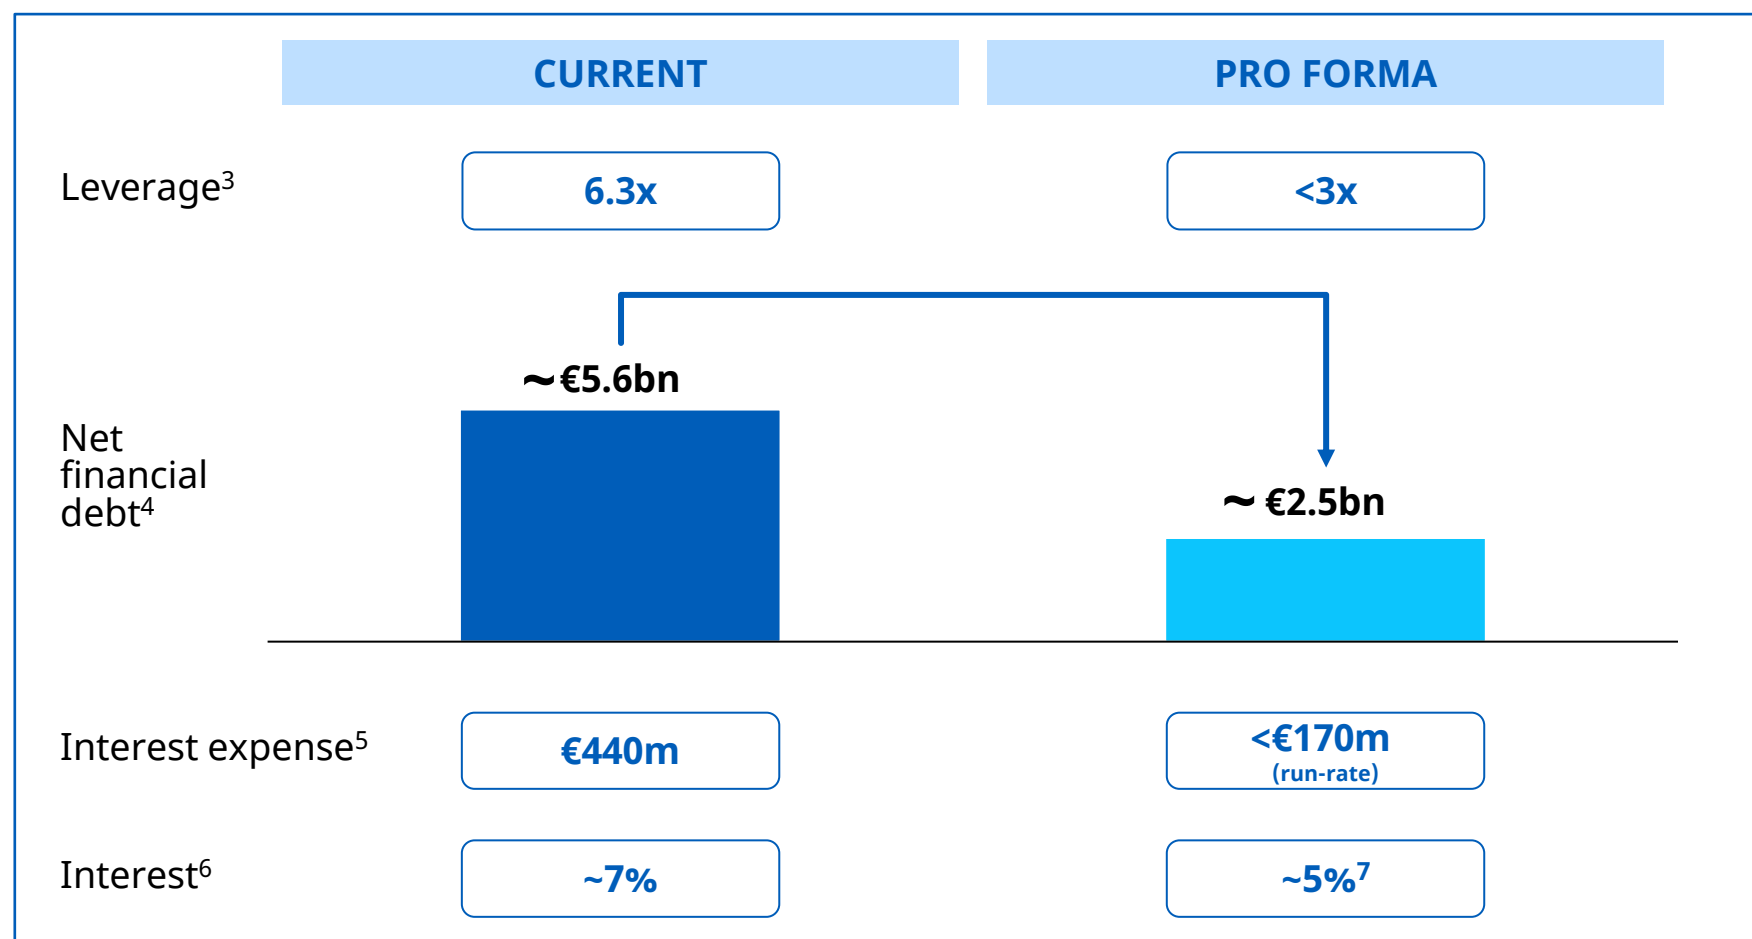 CURRENT PRO FORMA
Leverage³ 6.3x <3x
~€5.6bn
Net
financial
debt⁴
~ €2.5bn
Interest expense⁵ €440m <€170m
(run-rate)
Interest⁶ ~7% ~5%⁷